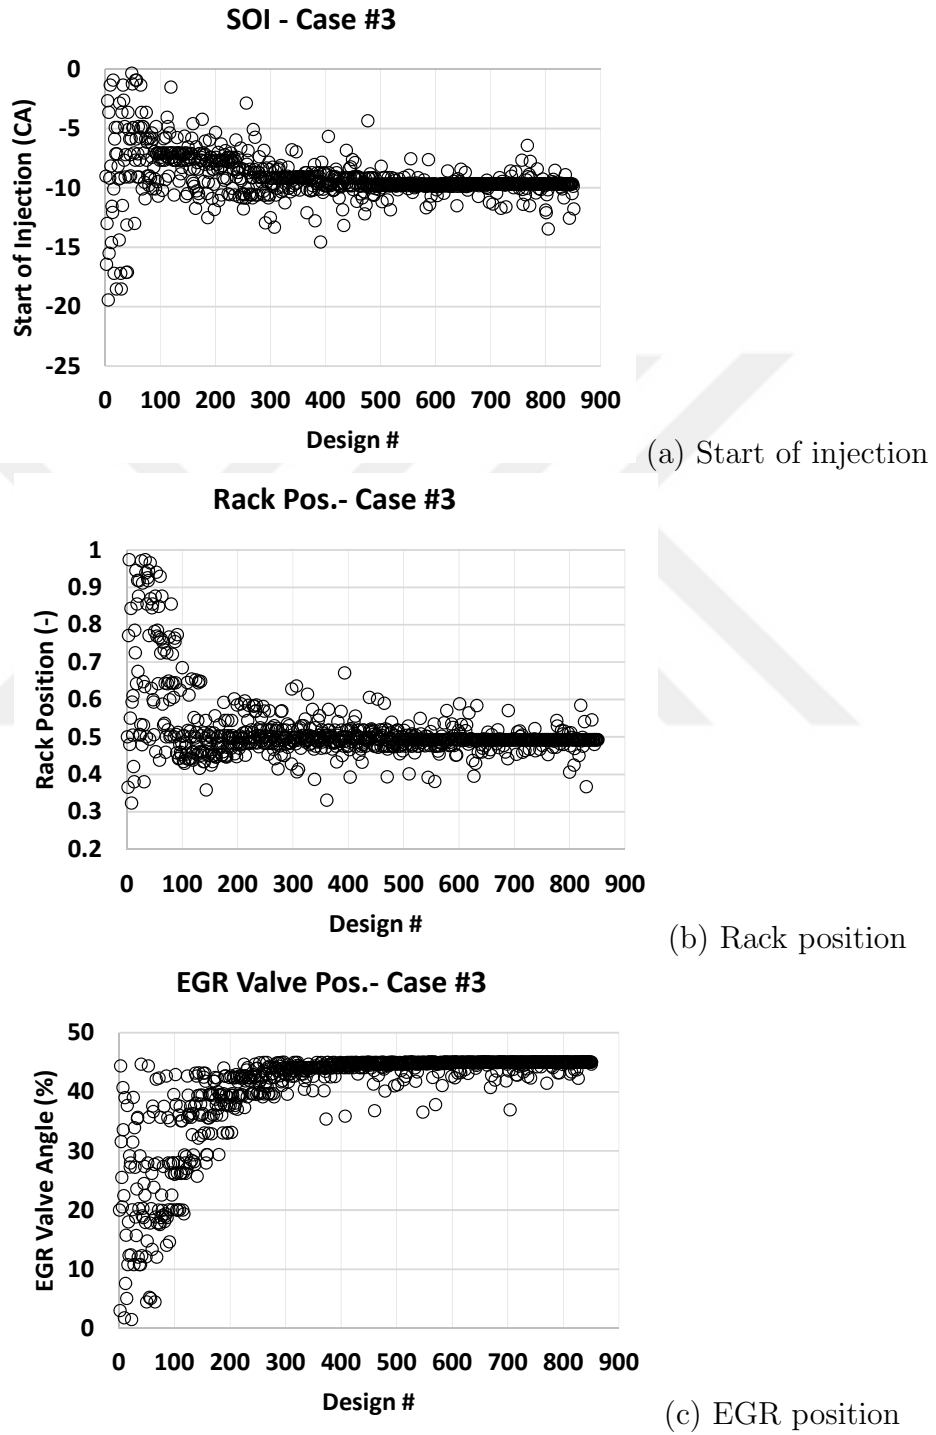 SOI - Case #3
0
-5
-10
-15
-20
-25
Start of Injection (CA)
0 100 200 300 400 500 600 700 800 900
Design #
(a) Start of injection
Rack Pos.- Case #3
1
0.9
0.8
0.7
0.6
0.5
0.4
0.3
0.2
Rack Position (-)
0 100 200 300 400 500 600 700 800 900
Design #
(b) Rack position
EGR Valve Pos.- Case #3
50
40
30
20
10
0
EGR Valve Angle (%)
0 100 200 300 400 500 600 700 800 900
Design #
(c) EGR position